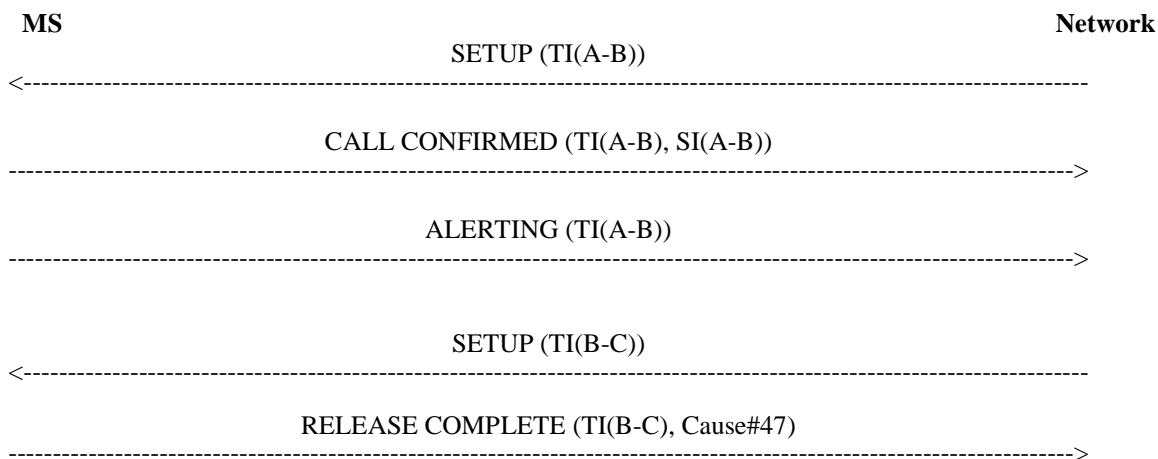 MS Network
SETUP (TI(A-B))
<------------------------------------------------------------------------------------------------------------------------
CALL CONFIRMED (TI(A-B), SI(A-B))
------------------------------------------------------------------------------------------------------------------------>
ALERTING (TI(A-B))
------------------------------------------------------------------------------------------------------------------------>
SETUP (TI(B-C))
<------------------------------------------------------------------------------------------------------------------------
RELEASE COMPLETE (TI(B-C), Cause#47)
------------------------------------------------------------------------------------------------------------------------>